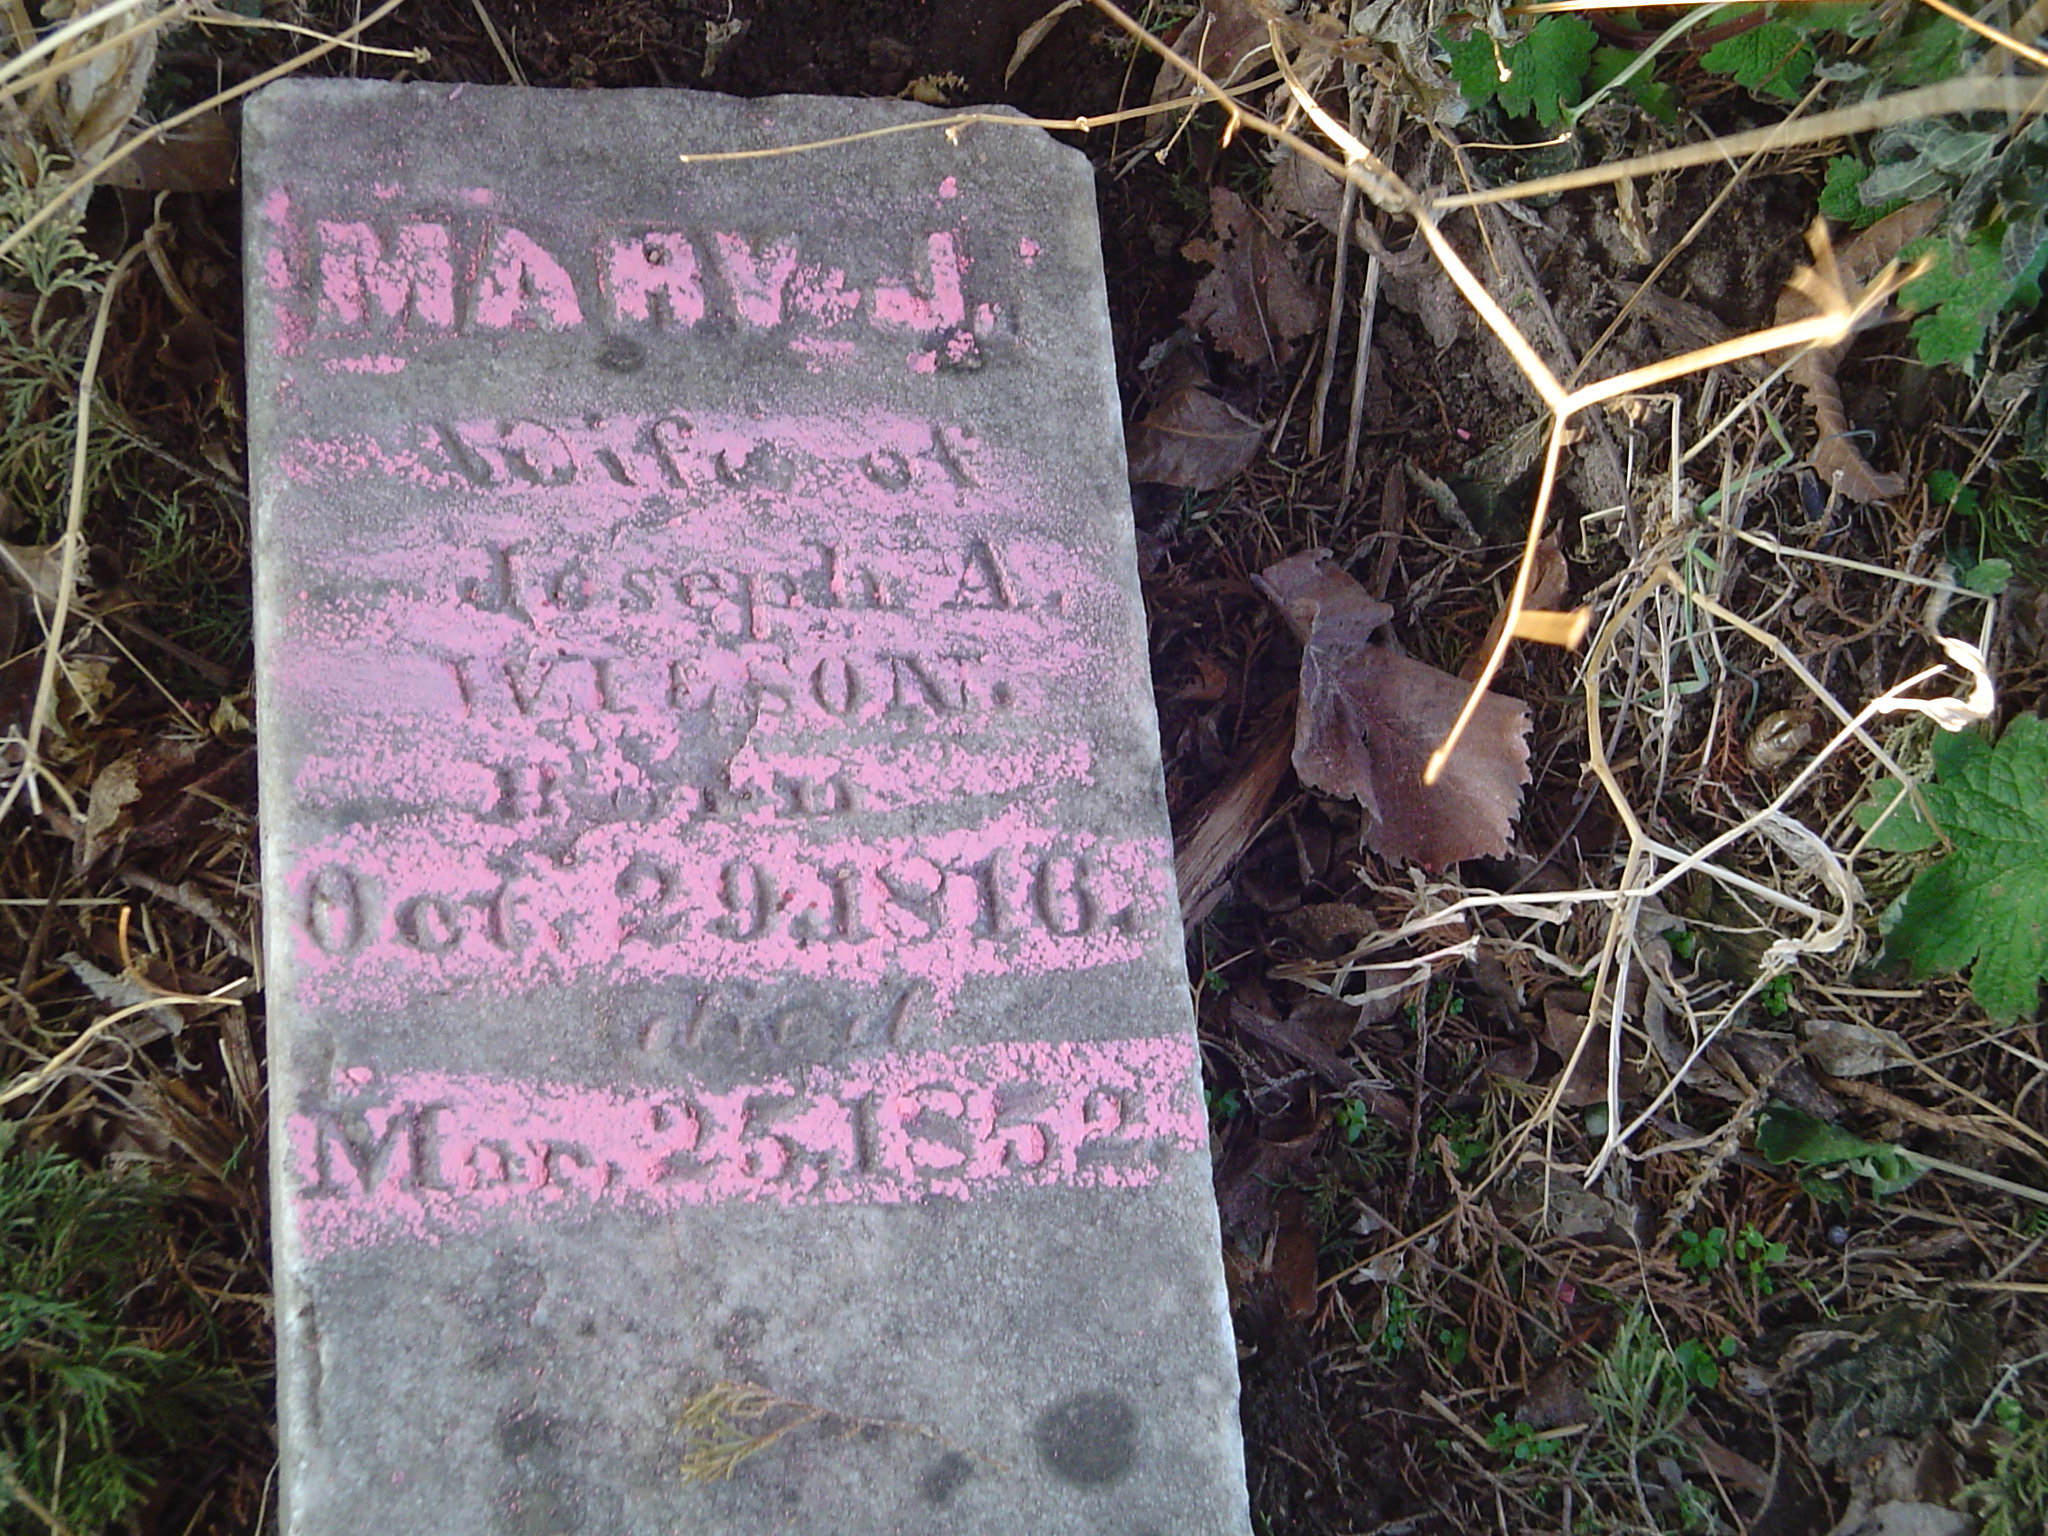 MARY J.
Wife of
Joseph A.
WILSON.
Born
Oct. 29, 1816.
died
Mar. 25, 1852